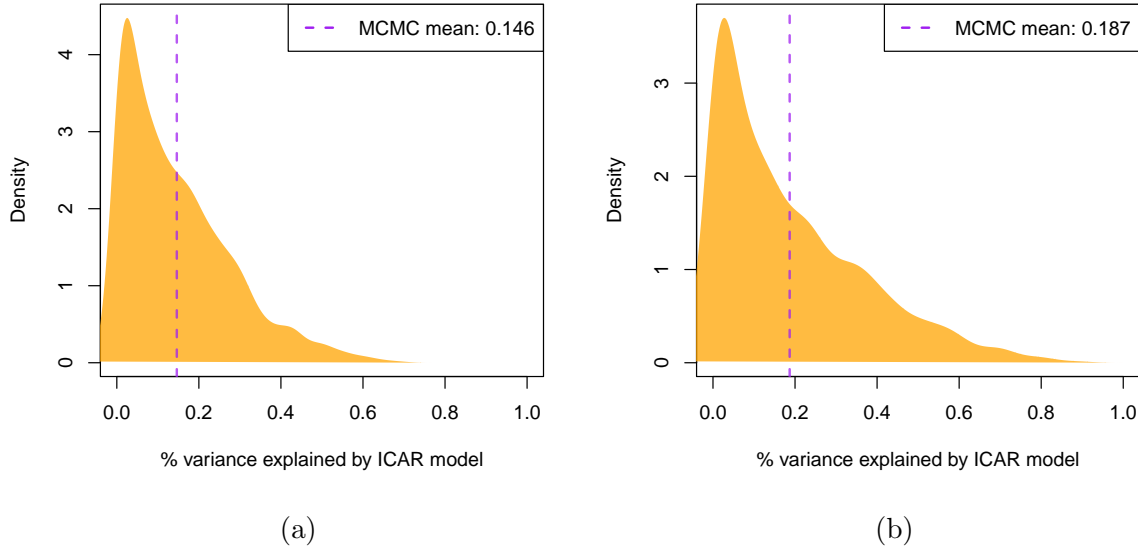 MCMC mean: 0.146
Density
0
1
2
3
4
0.0 0.2 0.4 0.6 0.8 1.0
% variance explained by ICAR model
(a)
MCMC mean: 0.187
Density
0
1
2
3
0.0 0.2 0.4 0.6 0.8 1.0
% variance explained by ICAR model
(b)